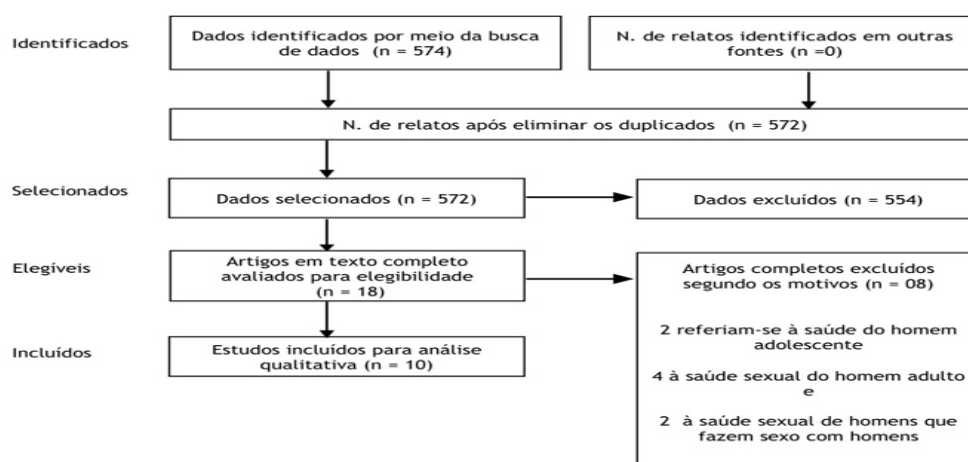 Identificados
Dados identificados por meio da busca
de dados (n = 574)
N. de relatos identificados em outras
fontes (n =0)
N. de relatos após eliminar os duplicados (n = 572)
Selecionados
Dados selecionados (n = 572)
Dados excluídos (n = 554)
Elegíveis
Artigos em texto completo
avaliados para elegibilidade
(n = 18)
Artigos completos excluídos
segundo os motivos (n = 08)
2 referiam-se à saúde do homem
adolescente
4 à saúde sexual do homem adulto
e
2 à saúde sexual de homens que
fazem sexo com homens
Incluídos
Estudos incluídos para análise
qualitativa (n = 10)